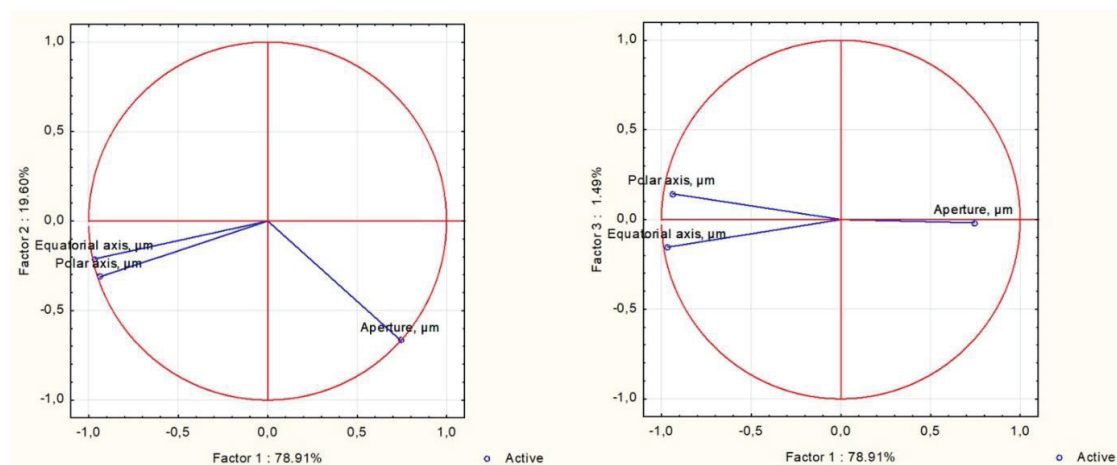 1,0
0,5
0,0
-0,5
-1,0
Factor 2 : 19.60%
Equatorial axis, µm
Polar axis, µm
Aperture, µm
-1,0 -0,5 0,0 0,5 1,0
Factor 1 : 78.91%
Active
1,0
0,5
0,0
-0,5
-1,0
Factor 3 : 1.49%
Polar axis, µm
Aperture, µm
Equatorial axis, µm
-1,0 -0,5 0,0 0,5 1,0
Factor 1 : 78.91%
Active